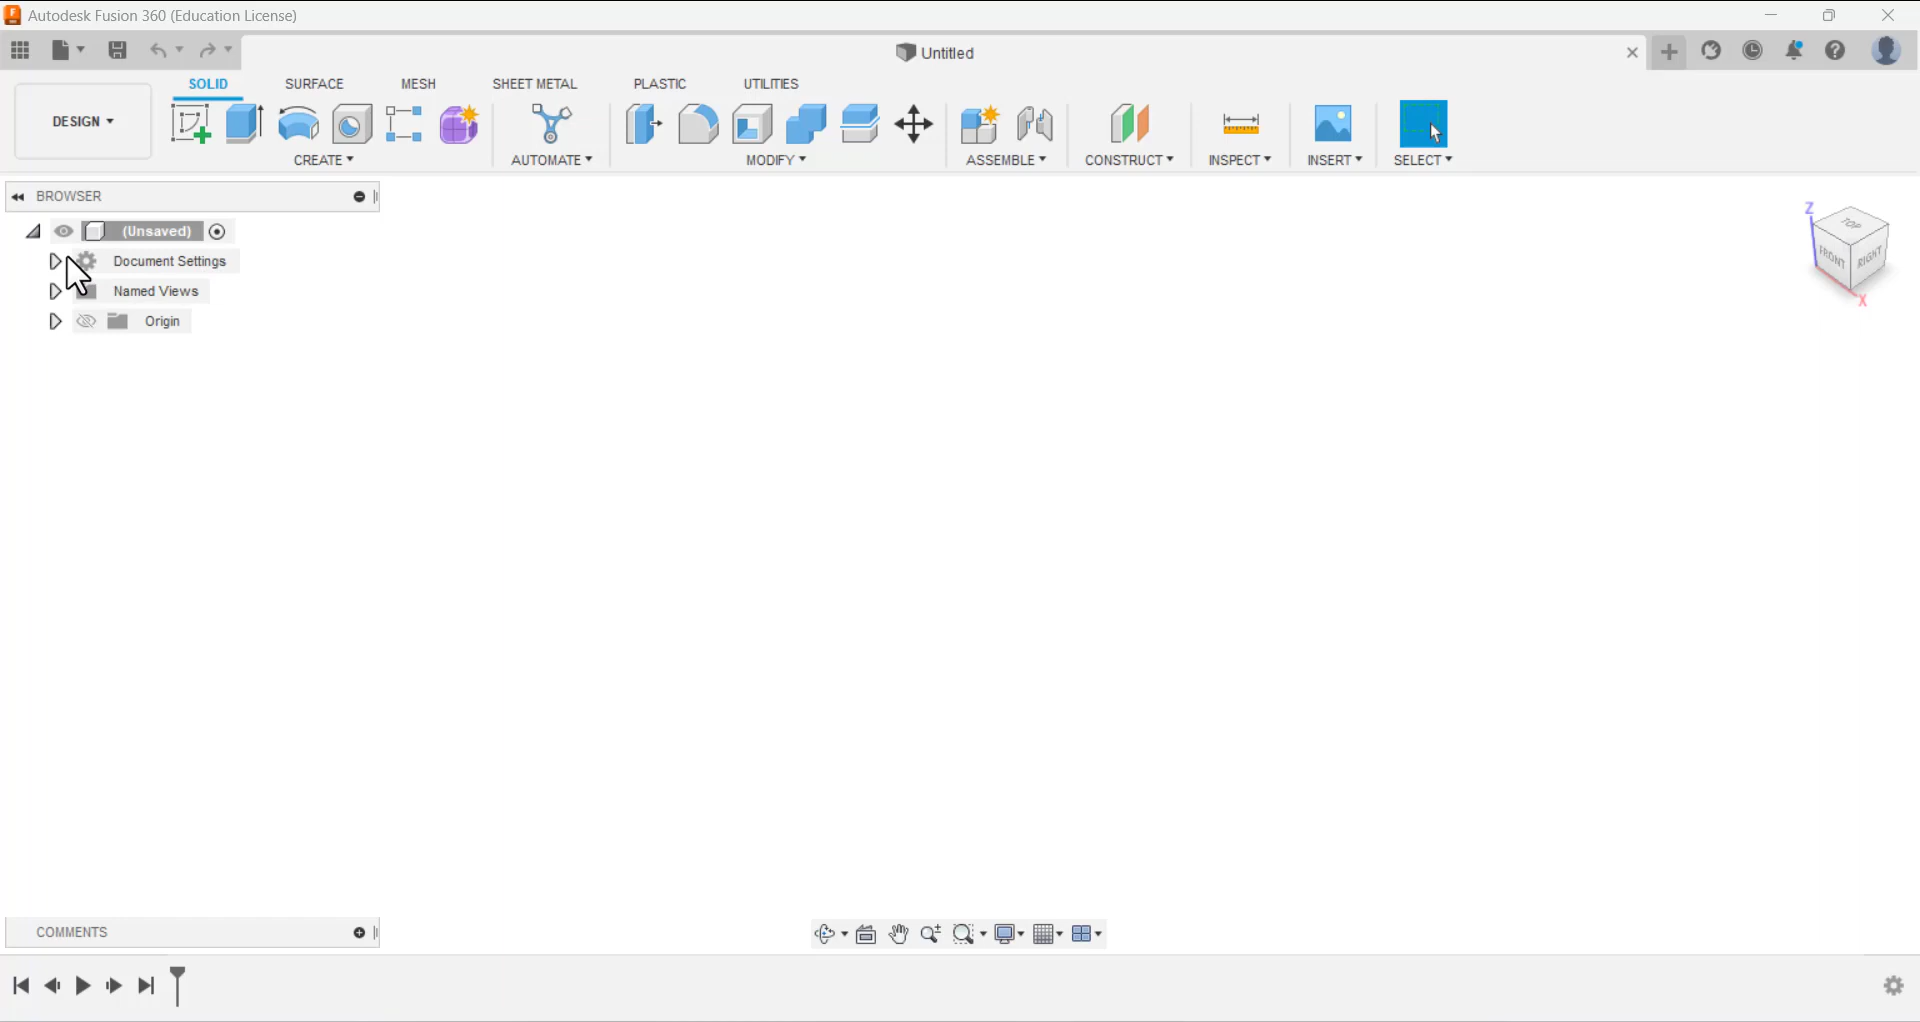 Autodesk Fusion 360 (Education License)
Untitled
SOLID SURFACE MESH SHEET METAL PLASTIC UTILITIES
DESIGN
CREATE AUTOMATE MODIFY ASSEMBLE CONSTRUCT INSPECT INSERT SELECT
BROWSER
(Unsaved)
Document Settings
Named Views
Origin
Z
TOP
FRONT RIGHT
X
COMMENTS